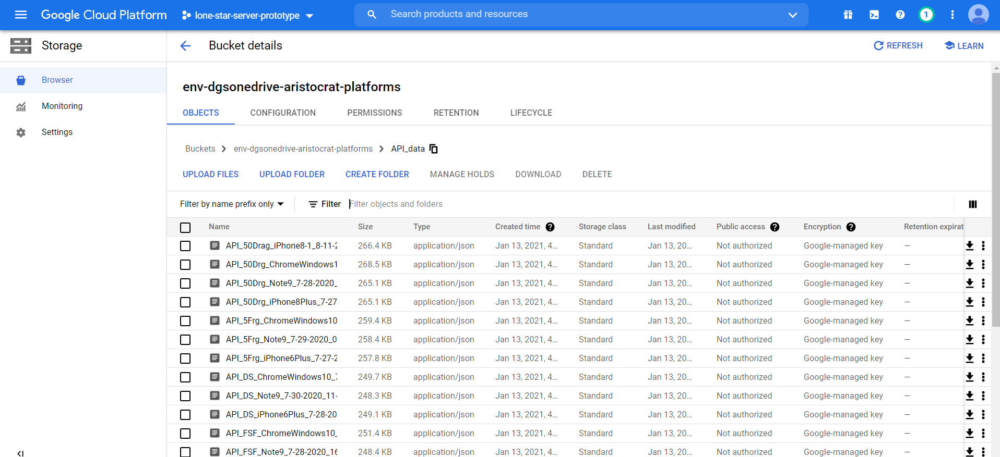 Google Cloud Platform lone-star-server-prototype Search products and resources 1
Storage Bucket details REFRESH LEARN
Browser
Monitoring
Settings
env-dgsonedrive-aristocrat-platforms
OBJECTS CONFIGURATION PERMISSIONS RETENTION LIFECYCLE
Buckets env-dgsonedrive-aristocrat-platforms API_data
UPLOAD FILES UPLOAD FOLDER CREATE FOLDER MANAGE HOLDS DOWNLOAD DELETE
Filter by name prefix only Filter Filter objects and folders
Name Size Type Created time Storage class Last modified Public access Encryption Retention expirat
API_50Drag_iPhone8-1_8-11-2 266.4 KB application/json Jan 13, 2021, 4... Standard Jan 13, 20... Not authorized Google-managed key —
API_50Drg_ChromeWindows1 268.5 KB application/json Jan 13, 2021, 4... Standard Jan 13, 20... Not authorized Google-managed key —
API_50Drg_Note9_7-28-2020_ 265.1 KB application/json Jan 13, 2021, 4... Standard Jan 13, 20... Not authorized Google-managed key —
API_50Drg_iPhone8Plus_7-27 265.1 KB application/json Jan 13, 2021, 4... Standard Jan 13, 20... Not authorized Google-managed key —
API_5Frg_ChromeWindows10 259.4 KB application/json Jan 13, 2021, 4... Standard Jan 13, 20... Not authorized Google-managed key —
API_5Frg_Note9_7-29-2020_0 258.4 KB application/json Jan 13, 2021, 4... Standard Jan 13, 20... Not authorized Google-managed key —
API_5Frg_iPhone6Plus_7-27-2 257.8 KB application/json Jan 13, 2021, 4... Standard Jan 13, 20... Not authorized Google-managed key —
API_DS_ChromeWindows10_7 249.7 KB application/json Jan 13, 2021, 4... Standard Jan 13, 20... Not authorized Google-managed key —
API_DS_Note9_7-30-2020_11- 248.3 KB application/json Jan 13, 2021, 4... Standard Jan 13, 20... Not authorized Google-managed key —
API_DS_iPhone6Plus_7-28-20 249.1 KB application/json Jan 13, 2021, 4... Standard Jan 13, 20... Not authorized Google-managed key —
API_FSF_ChromeWindows10_ 251.4 KB application/json Jan 13, 2021, 4... Standard Jan 13, 20... Not authorized Google-managed key —
API_FSF_Note9_7-28-2020_16 248.4 KB application/json Jan 13, 2021, 4... Standard Jan 13, 20... Not authorized Google-managed key —